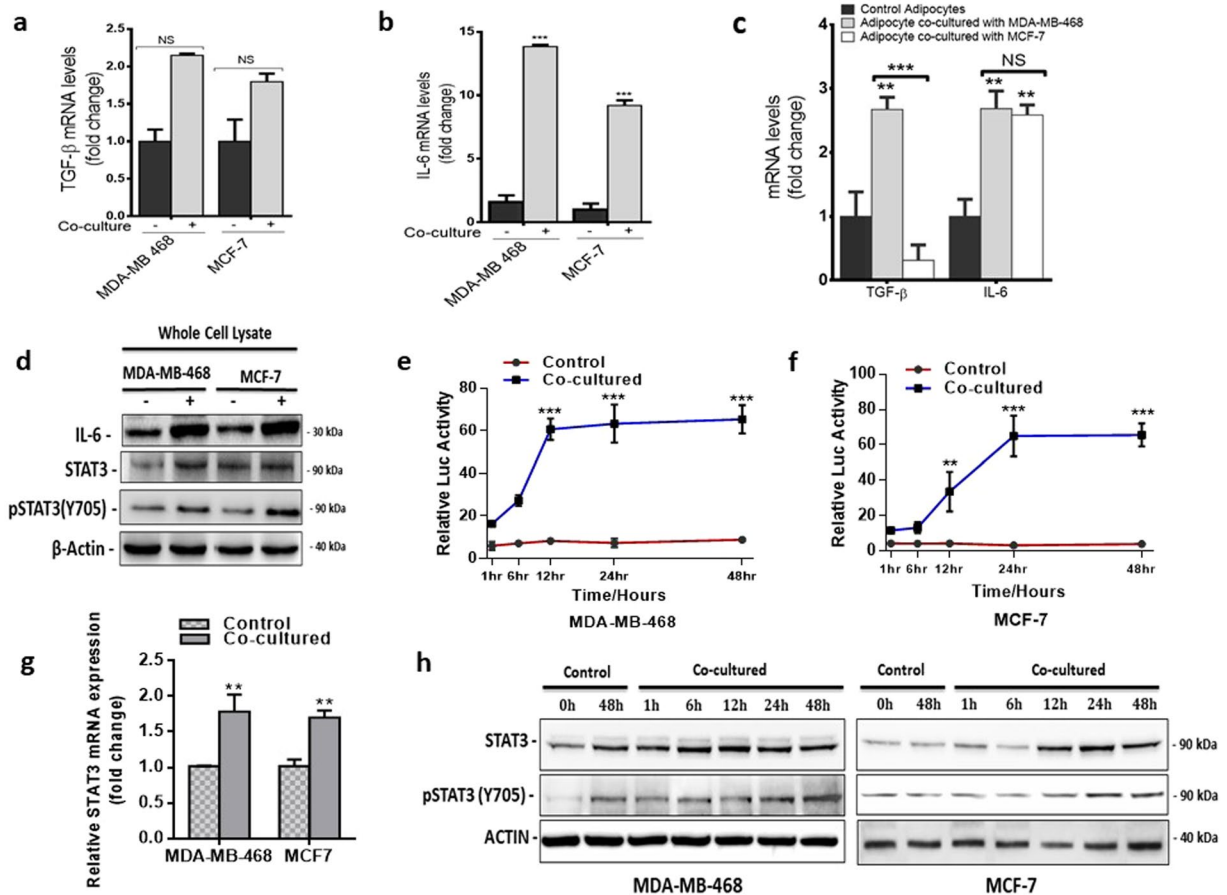 a
TGF-β mRNA levels
(fold change)
2.5
2.0
1.5
1.0
0.5
0.0
NS
NS
Co-culture
- + - +
MDA-MB 468
MCF-7
b
IL-6 mRNA levels
(fold change)
15
10
5
0
***
***
Co-culture
- + - +
MDA-MB 468
MCF-7
c
Control Adipocytes
Adipocyte co-cultured with MDA-MB-468
Adipocyte co-cultured with MCF-7
mRNA levels
(fold change)
4
3
2
1
0
***
**
NS
**
**
TGF-β
IL-6
d
Whole Cell Lysate
MDA-MB-468 MCF-7
- + - +
IL-6 - - 30 kDa
STAT3 - - 90 kDa
pSTAT3(Y705) - - 90 kDa
β-Actin - - 40 kDa
e
Control
Co-cultured
Relative Luc Activity
80
60
40
20
0
*** *** ***
1hr 6hr 12hr 24hr 48hr
Time/Hours
MDA-MB-468
f
Control
Co-cultured
Relative Luc Activity
100
80
60
40
20
0
** *** ***
1hr 6hr 12hr 24hr 48hr
Time/Hours
MCF-7
g
Control
Co-cultured
Relative STAT3 mRNA expression
(fold change)
2.5
2.0
1.5
1.0
0.5
0.0
** **
MDA-MB-468 MCF7
h
Control Co-cultured Control Co-cultured
0h 48h 1h 6h 12h 24h 48h 0h 48h 1h 6h 12h 24h 48h
STAT3 - - 90 kDa
pSTAT3 (Y705) - - 90 kDa
ACTIN - - 40 kDa
MDA-MB-468 MCF-7